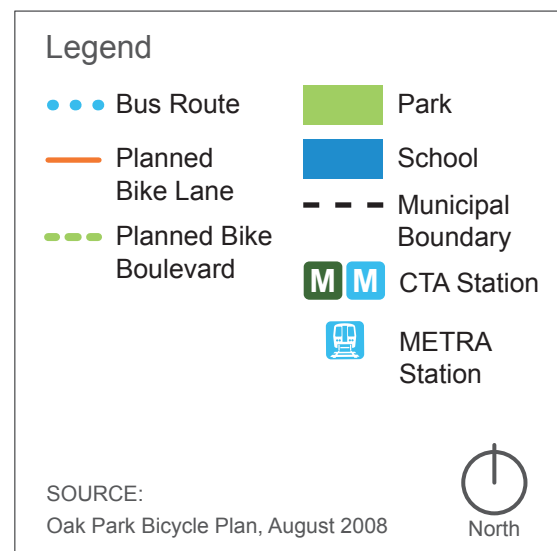 Legend
Bus Route
Planned
Bike Lane
Planned Bike
Boulevard
Park
School
Municipal
Boundary
M M CTA Station
METRA
Station
SOURCE:
Oak Park Bicycle Plan, August 2008
North